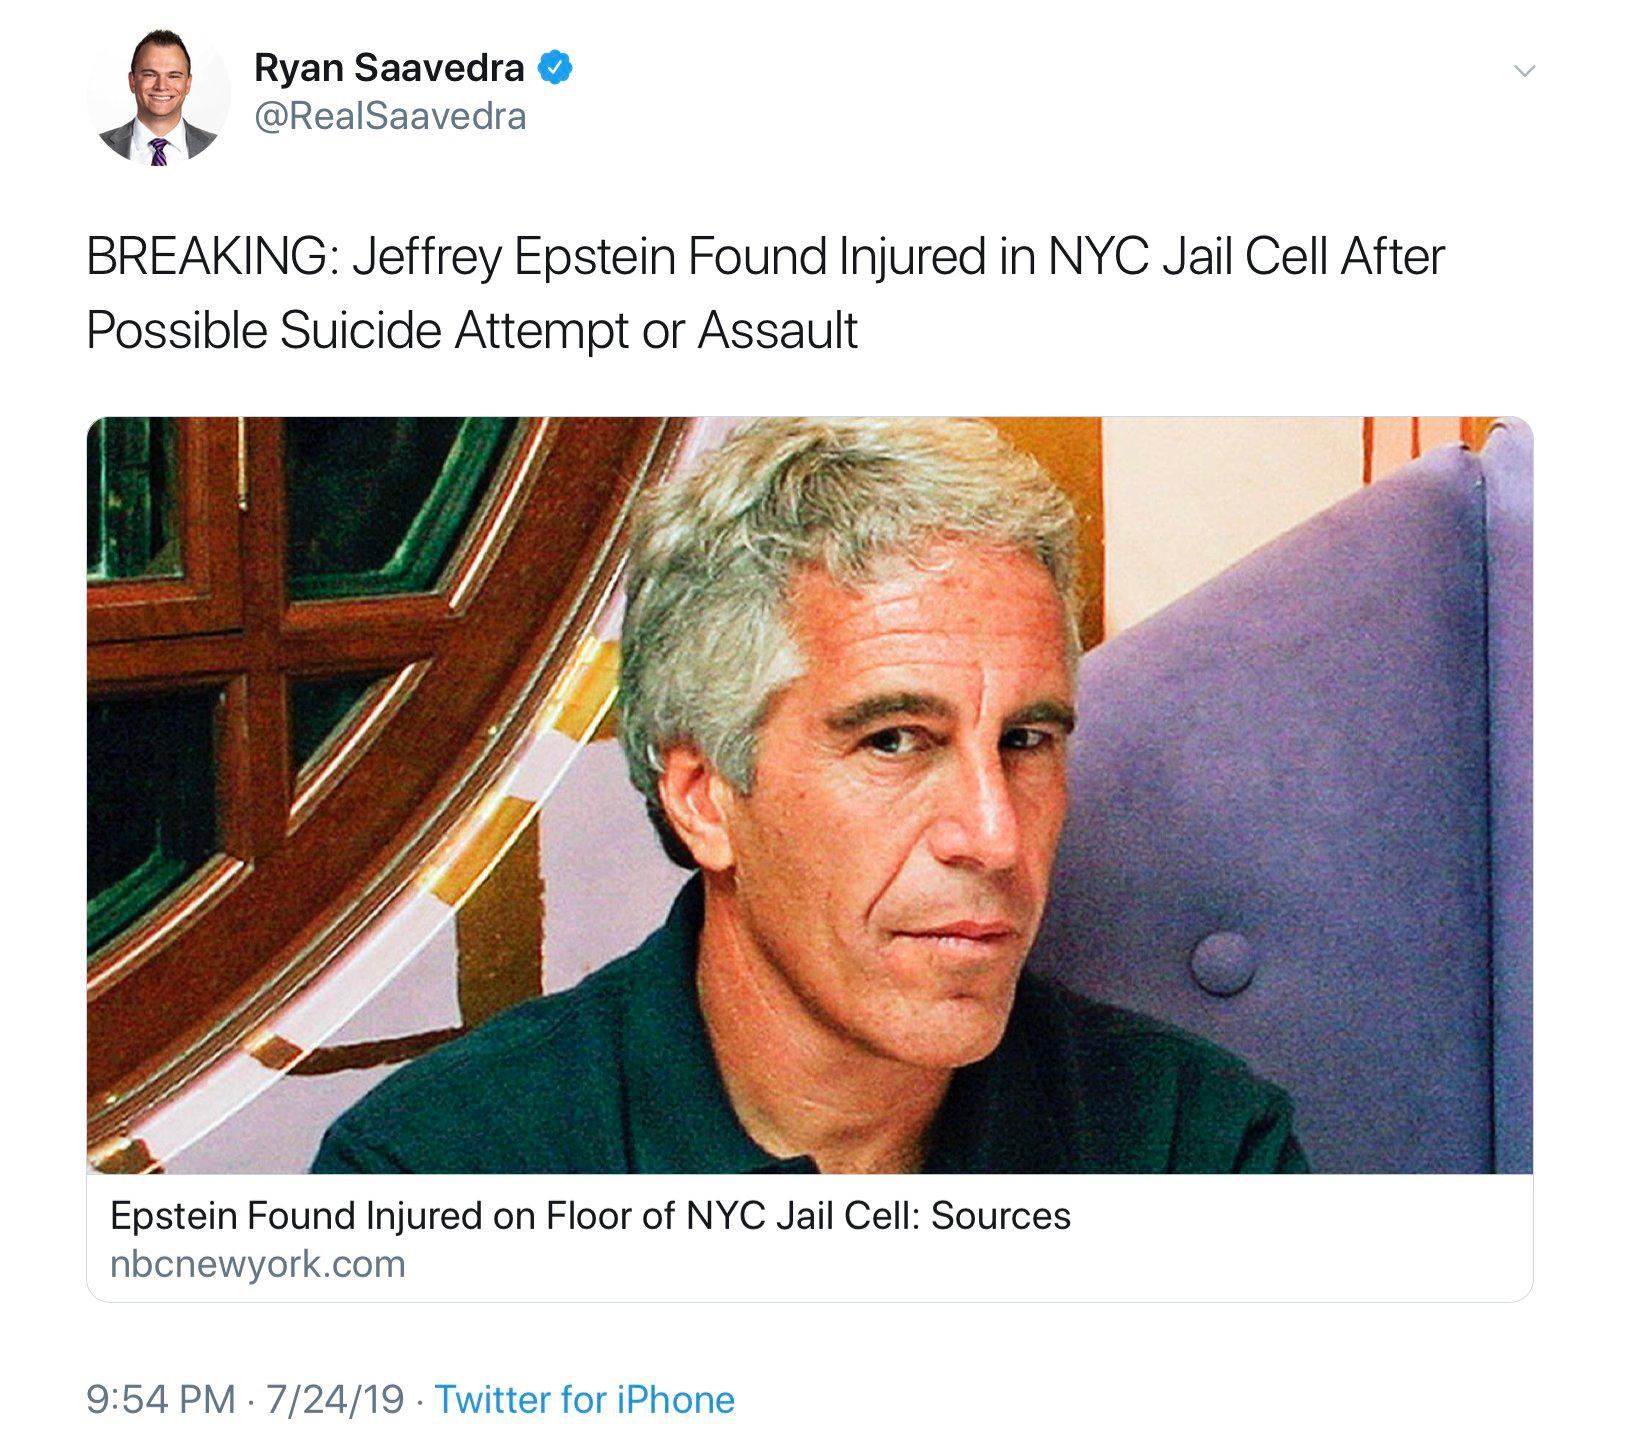 Ryan Saavedra
@RealSaavedra
BREAKING: Jeffrey Epstein Found Injured in NYC Jail Cell After
Possible Suicide Attempt or Assault
Epstein Found Injured on Floor of NYC Jail Cell: Sources
nbcnewyork.com
9:54 PM · 7/24/19 · Twitter for iPhone